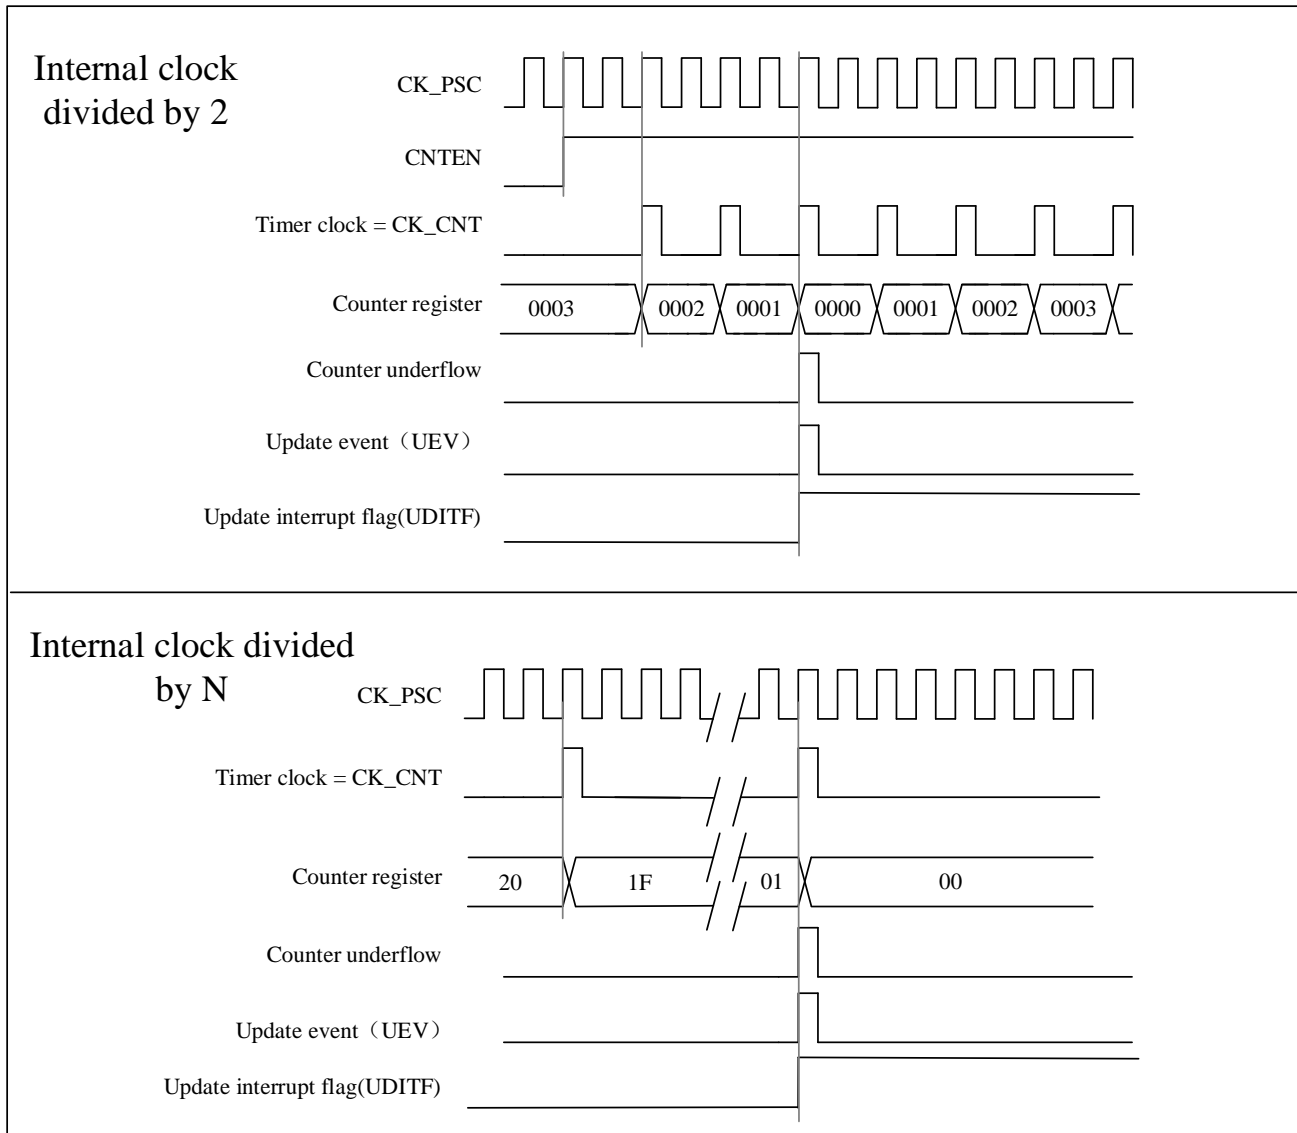 Internal clock
divided by 2
CK_PSC
CNTEN
Timer clock = CK_CNT
Counter register
0003 0002 0001 0000 0001 0002 0003
Counter underflow
Update event（UEV）
Update interrupt flag(UDITF)
Internal clock divided
by N
CK_PSC
Timer clock = CK_CNT
Counter register
20 1F 01 00
Counter underflow
Update event（UEV）
Update interrupt flag(UDITF)